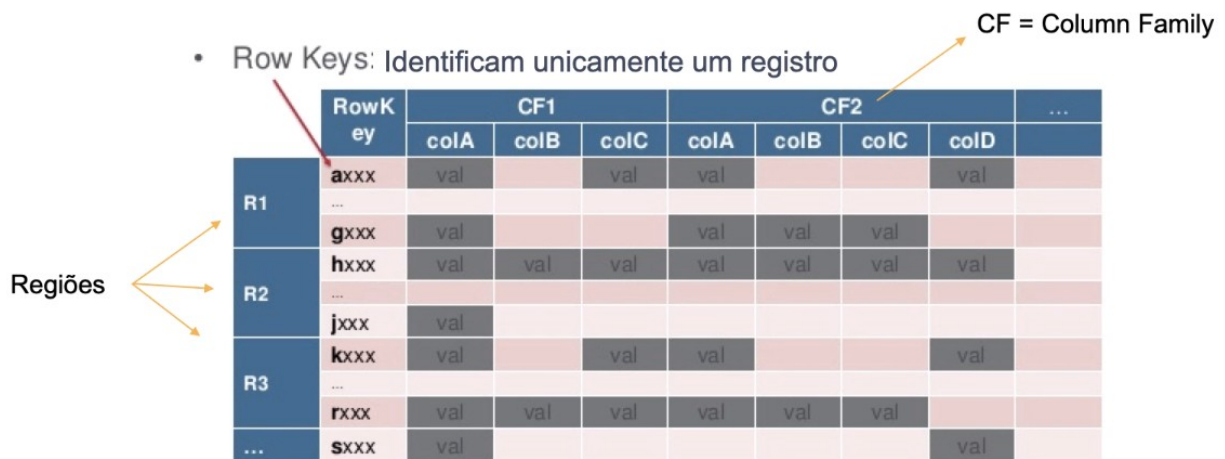 CF = Column Family
• Row Keys: Identificam unicamente um registro
RowK
ey CF1 CF2 ...
colA colB colC colA colB colC colD
Regiões
R1
axxx val val val val
...
gxxx val val val val
R2
hxxx val val val val val val val
...
jxxx val
R3
kxxx val val val val
...
rxxx val val val val val val
... sxxx val val